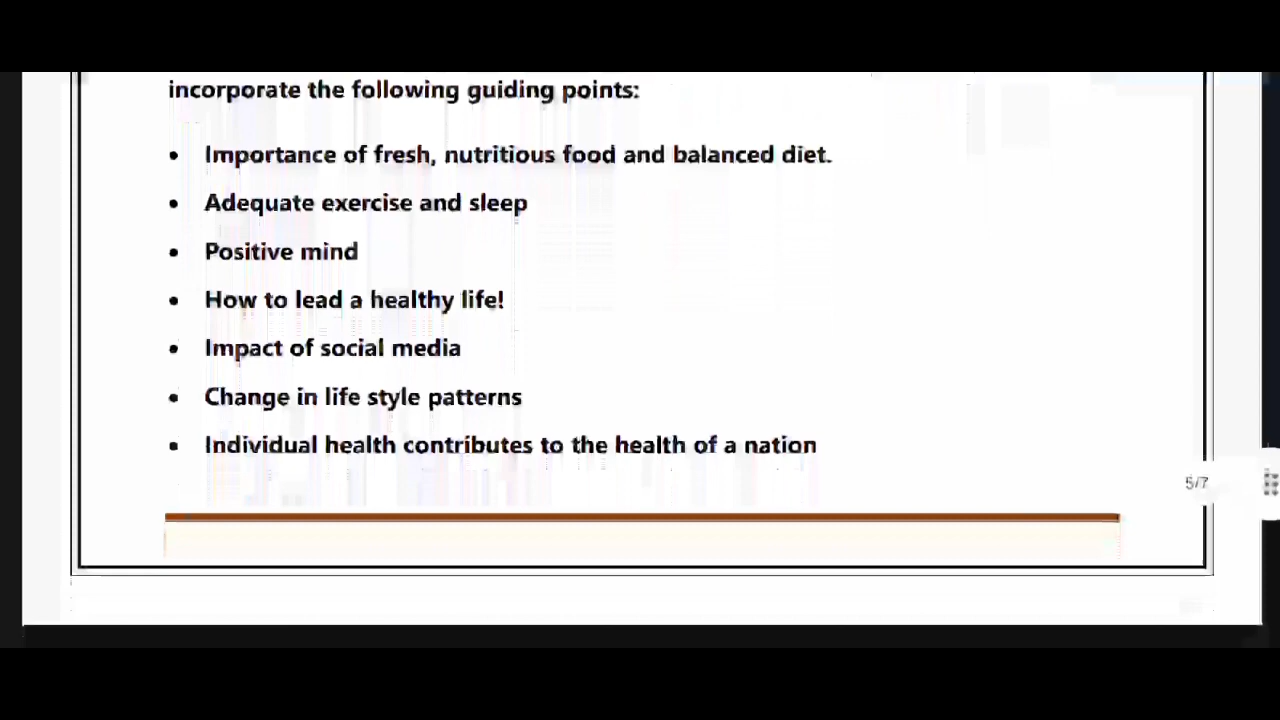 incorporate the following guiding points:
• Importance of fresh, nutritious food and balanced diet.
• Adequate exercise and sleep
• Positive mind
• How to lead a healthy life!
• Impact of social media
• Change in life style patterns
• Individual health contributes to the health of a nation
5/7